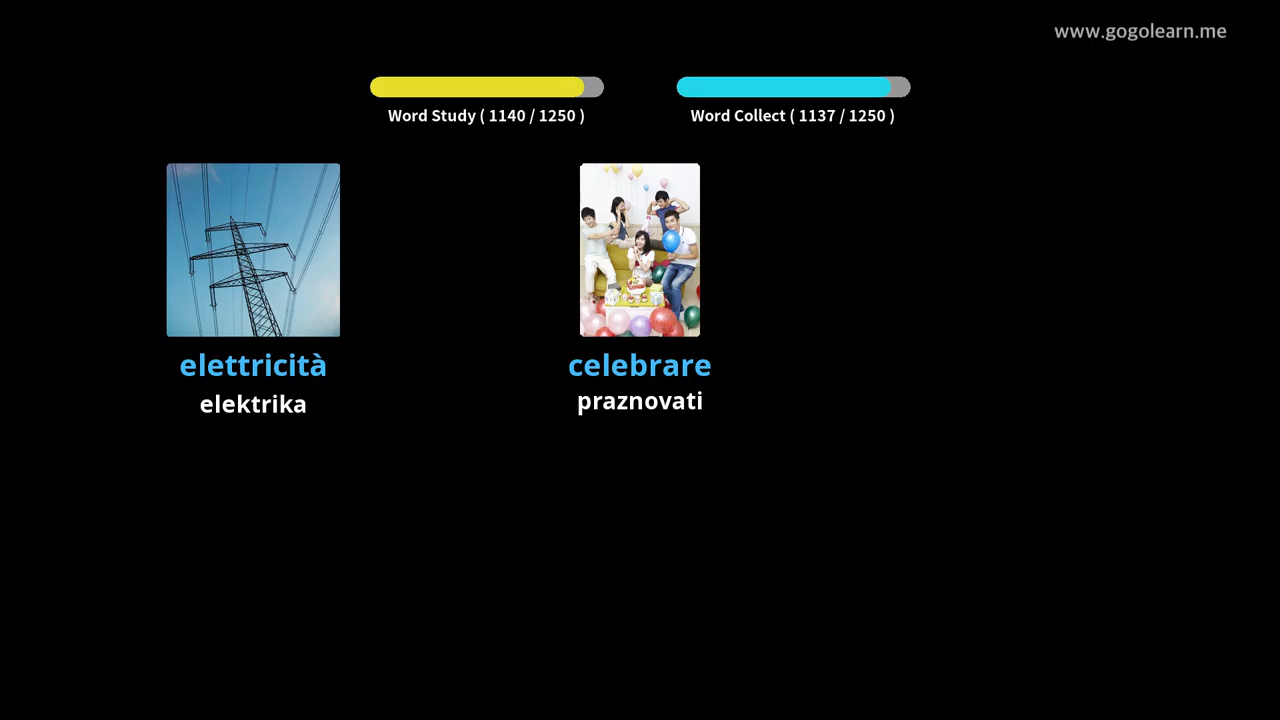 www.gogolearn.me
Word Study ( 1140 / 1250 )
Word Collect ( 1137 / 1250 )
elettricità
elektrika
celebrare
praznovati